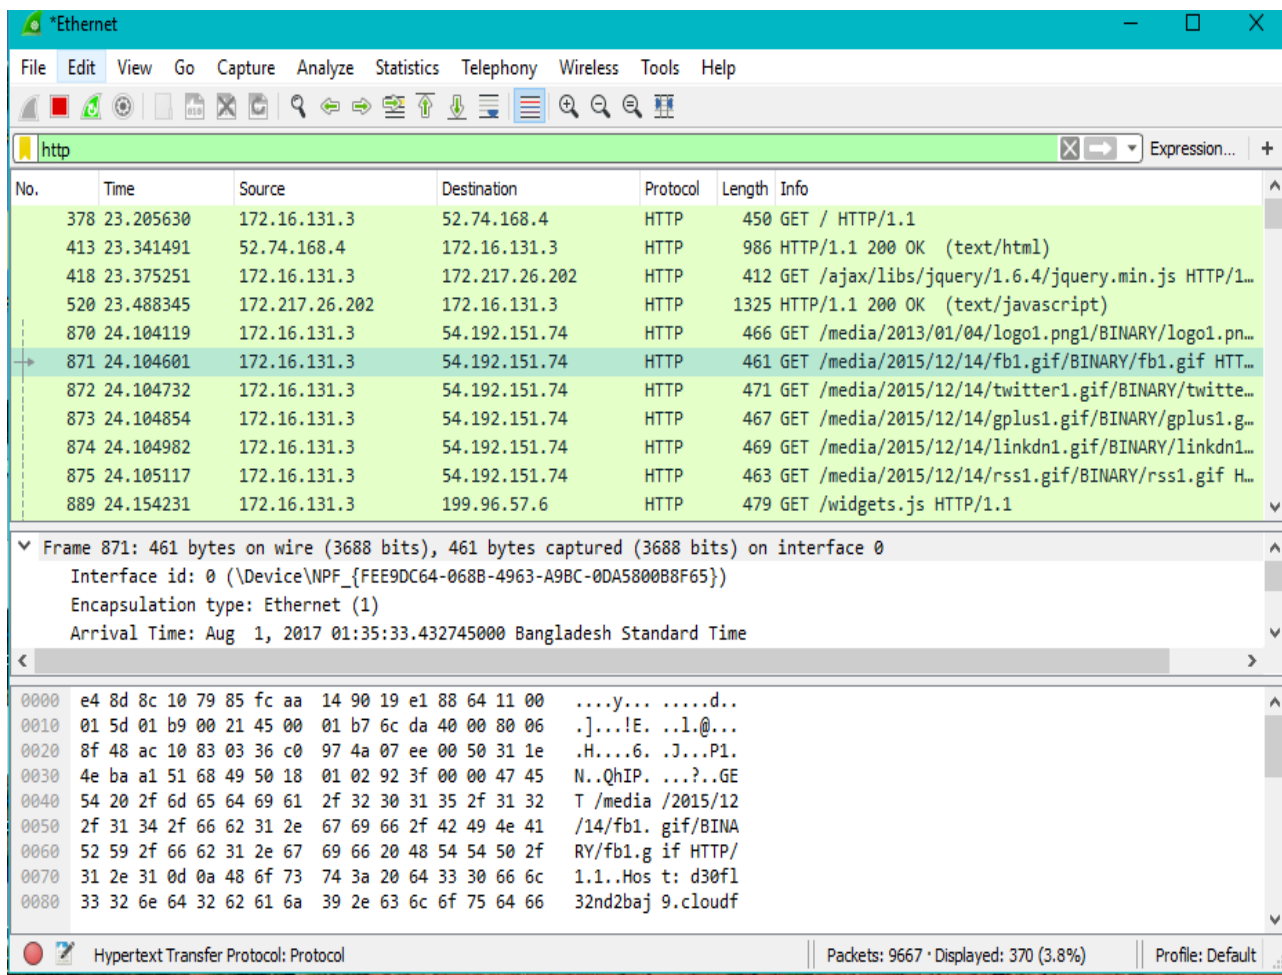 *Ethernet
File Edit View Go Capture Analyze Statistics Telephony Wireless Tools Help
http Expression... +
No. Time Source Destination Protocol Length Info
378 23.205630 172.16.131.3 52.74.168.4 HTTP 450 GET / HTTP/1.1
413 23.341491 52.74.168.4 172.16.131.3 HTTP 986 HTTP/1.1 200 OK (text/html)
418 23.375251 172.16.131.3 172.217.26.202 HTTP 412 GET /ajax/libs/jquery/1.6.4/jquery.min.js HTTP/1…
520 23.488345 172.217.26.202 172.16.131.3 HTTP 1325 HTTP/1.1 200 OK (text/javascript)
870 24.104119 172.16.131.3 54.192.151.74 HTTP 466 GET /media/2013/01/04/logo1.png1/BINARY/logo1.pn…
871 24.104601 172.16.131.3 54.192.151.74 HTTP 461 GET /media/2015/12/14/fb1.gif/BINARY/fb1.gif HTT…
872 24.104732 172.16.131.3 54.192.151.74 HTTP 471 GET /media/2015/12/14/twitter1.gif/BINARY/twitte…
873 24.104854 172.16.131.3 54.192.151.74 HTTP 467 GET /media/2015/12/14/gplus1.gif/BINARY/gplus1.g…
874 24.104982 172.16.131.3 54.192.151.74 HTTP 469 GET /media/2015/12/14/linkdn1.gif/BINARY/linkdn1…
875 24.105117 172.16.131.3 54.192.151.74 HTTP 463 GET /media/2015/12/14/rss1.gif/BINARY/rss1.gif H…
889 24.154231 172.16.131.3 199.96.57.6 HTTP 479 GET /widgets.js HTTP/1.1
Frame 871: 461 bytes on wire (3688 bits), 461 bytes captured (3688 bits) on interface 0
Interface id: 0 (\Device\NPF_{FEE9DC64-068B-4963-A9BC-0DA5800B8F65})
Encapsulation type: Ethernet (1)
Arrival Time: Aug 1, 2017 01:35:33.432745000 Bangladesh Standard Time
0000 e4 8d 8c 10 79 85 fc aa 14 90 19 e1 88 64 11 00 ....y... .....d..
0010 01 5d 01 b9 00 21 45 00 01 b7 6c da 40 00 80 06 .]...!E. ..l.@...
0020 8f 48 ac 10 83 03 36 c0 97 4a 07 ee 00 50 31 1e .H....6. .J...P1.
0030 4e ba a1 51 68 49 50 18 01 02 92 3f 00 00 47 45 N..QhIP. ...?..GE
0040 54 20 2f 6d 65 64 69 61 2f 32 30 31 35 2f 31 32 T /media /2015/12
0050 2f 31 34 2f 66 62 31 2e 67 69 66 2f 42 49 4e 41 /14/fb1. gif/BINA
0060 52 59 2f 66 62 31 2e 67 69 66 20 48 54 54 50 2f RY/fb1.g if HTTP/
0070 31 2e 31 0d 0a 48 6f 73 74 3a 20 64 33 30 66 6c 1.1..Hos t: d30fl
0080 33 32 6e 64 32 62 61 6a 39 2e 63 6c 6f 75 64 66 32nd2baj 9.cloudf
Hypertext Transfer Protocol: Protocol Packets: 9667 · Displayed: 370 (3.8%) Profile: Default